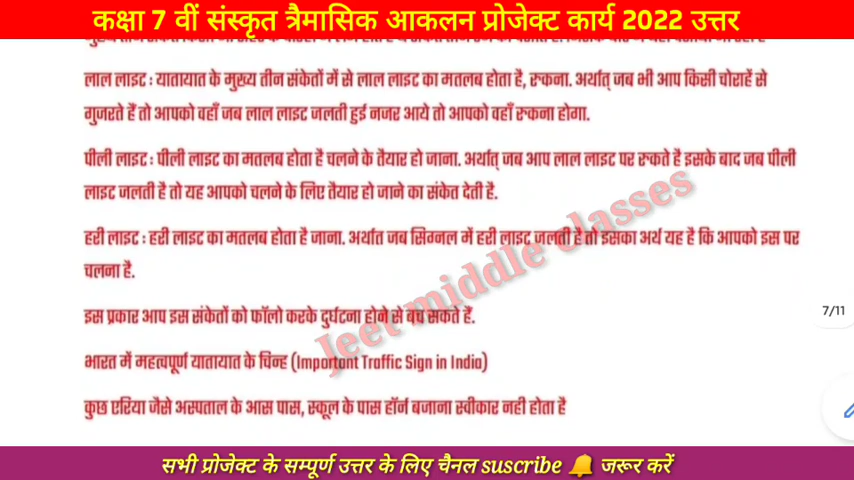 कक्षा 7 वीं संस्कृत त्रैमासिक आकलन प्रोजेक्ट कार्य 2022 उत्तर
लाल लाइट : यातायात के मुख्य तीन संकेतों में से लाल लाइट का मतलब होता है, रुकना. अर्थात् जब भी आप किसी चोराहें से
गुजरते हैं तो आपको वहाँ जब लाल लाइट जलती हुई नजर आये तो आपको वहाँ रुकना होगा.
पीली लाइट : पीली लाइट का मतलब होता है चलने के तैयार हो जाना. अर्थात् जब आप लाल लाइट पर रुकते है इसके बाद जब पीली
लाइट जलती है तो यह आपको चलने के लिए तैयार हो जाने का संकेत देती है.
हरी लाइट : हरी लाइट का मतलब होता है जाना. अर्थात जब सिग्नल में हरी लाइट जलती है तो इसका अर्थ यह है कि आपको इस पर
चलना है.
इस प्रकार आप इस संकेतों को फॉलो करके दुर्घटना होने से बच सकते हैं.
7/11
भारत में महत्वपूर्ण यातायात के चिन्ह (Important Traffic Sign in India)
कुछ एरिया जैसे अस्पताल के आस पास, स्कूल के पास हॉर्न बजाना स्वीकार नही होता है
Jeet middle classes
सभी प्रोजेक्ट के सम्पूर्ण उत्तर के लिए चैनल suscribe 🔔 जरूर करें